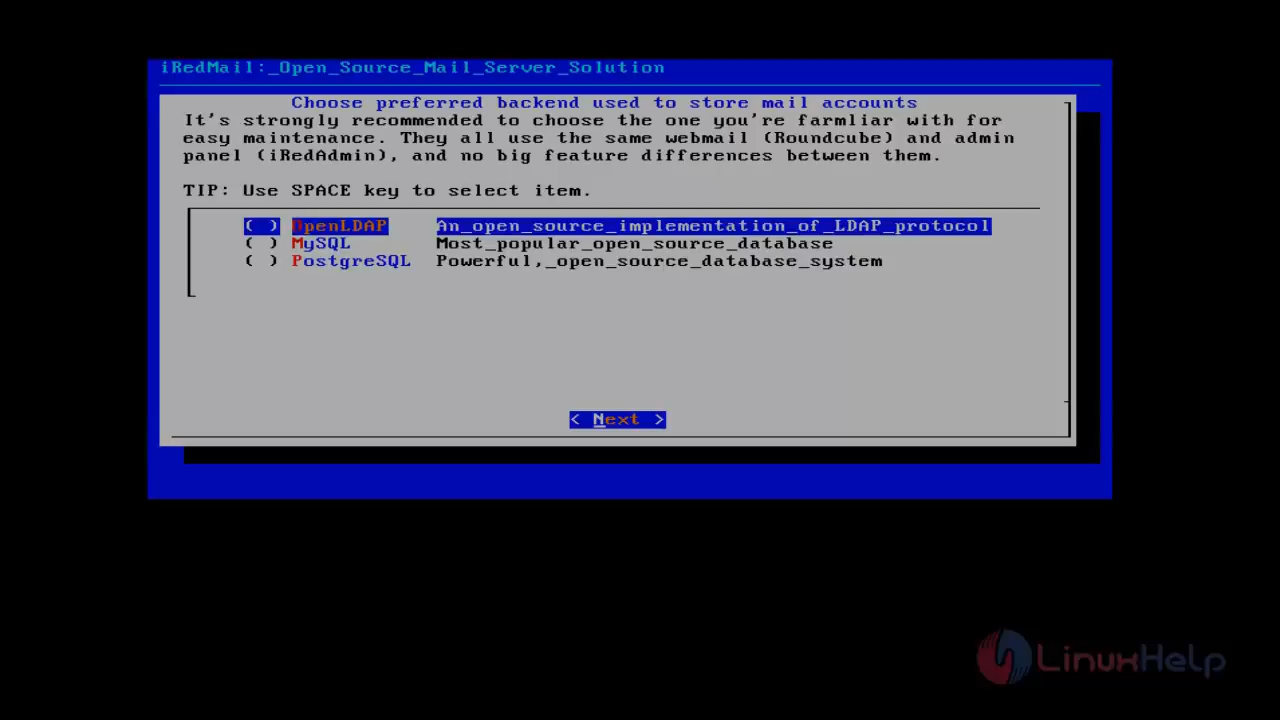 iRedMail:_Open_Source_Mail_Server_Solution
Choose preferred backend used to store mail accounts
It's strongly recommended to choose the one you're farmliar with for
easy maintenance. They all use the same webmail (Roundcube) and admin
panel (iRedAdmin), and no big feature differences between them.
TIP: Use SPACE key to select item.
( ) OpenLDAP An_open_source_implementation_of_LDAP_protocol
( ) MySQL Most_popular_open_source_database
( ) PostgreSQL Powerful,_open_source_database_system
< Next >
LinuxHelp